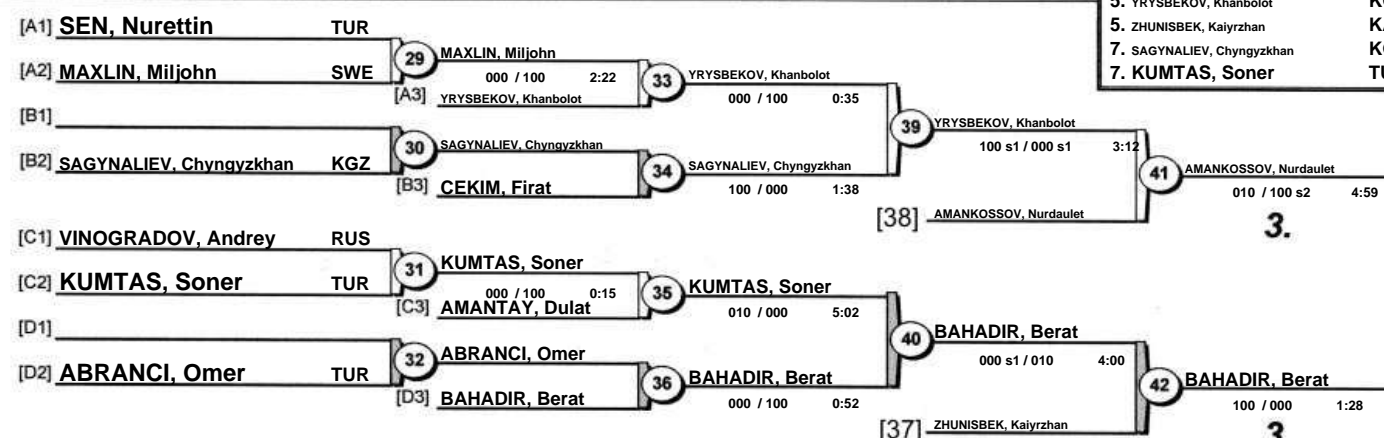 5. YRYSBEKOV, Khanbolot
5. ZHUNISBEK, Kaiyrzhan
7. SAGYNALIEV, Chyngyzkhan
7. KUMTAS, Soner
[A1] SEN, Nurettin TUR
[A2] MAXLIN, Miljohn SWE
29
MAXLIN, Miljohn
000 / 100 2:22
[A3] YRYSBEKOV, Khanbolot
33
YRYSBEKOV, Khanbolot
000 / 100 0:35
[B1]
[B2] SAGYNALIEV, Chyngyzkhan KGZ
30
SAGYNALIEV, Chyngyzkhan
[B3] CEKIM, Firat
34
SAGYNALIEV, Chyngyzkhan
100 / 000 1:38
39
YRYSBEKOV, Khanbolot
100 s1 / 000 s1 3:12
[38] AMANKOSSOV, Nurdaulet
41
AMANKOSSOV, Nurdaulet
010 / 100 s2 4:59
3.
[C1] VINOGRADOV, Andrey RUS
[C2] KUMTAS, Soner TUR
31
KUMTAS, Soner
000 / 100 0:15
[C3] AMANTAY, Dulat
35
KUMTAS, Soner
010 / 000 5:02
[D1]
[D2] ABRANCI, Omer TUR
32
ABRANCI, Omer
[D3] BAHADIR, Berat
36
BAHADIR, Berat
000 / 100 0:52
40
BAHADIR, Berat
000 s1 / 010 4:00
[37] ZHUNISBEK, Kaiyrzhan
42
BAHADIR, Berat
100 / 000 1:28
3